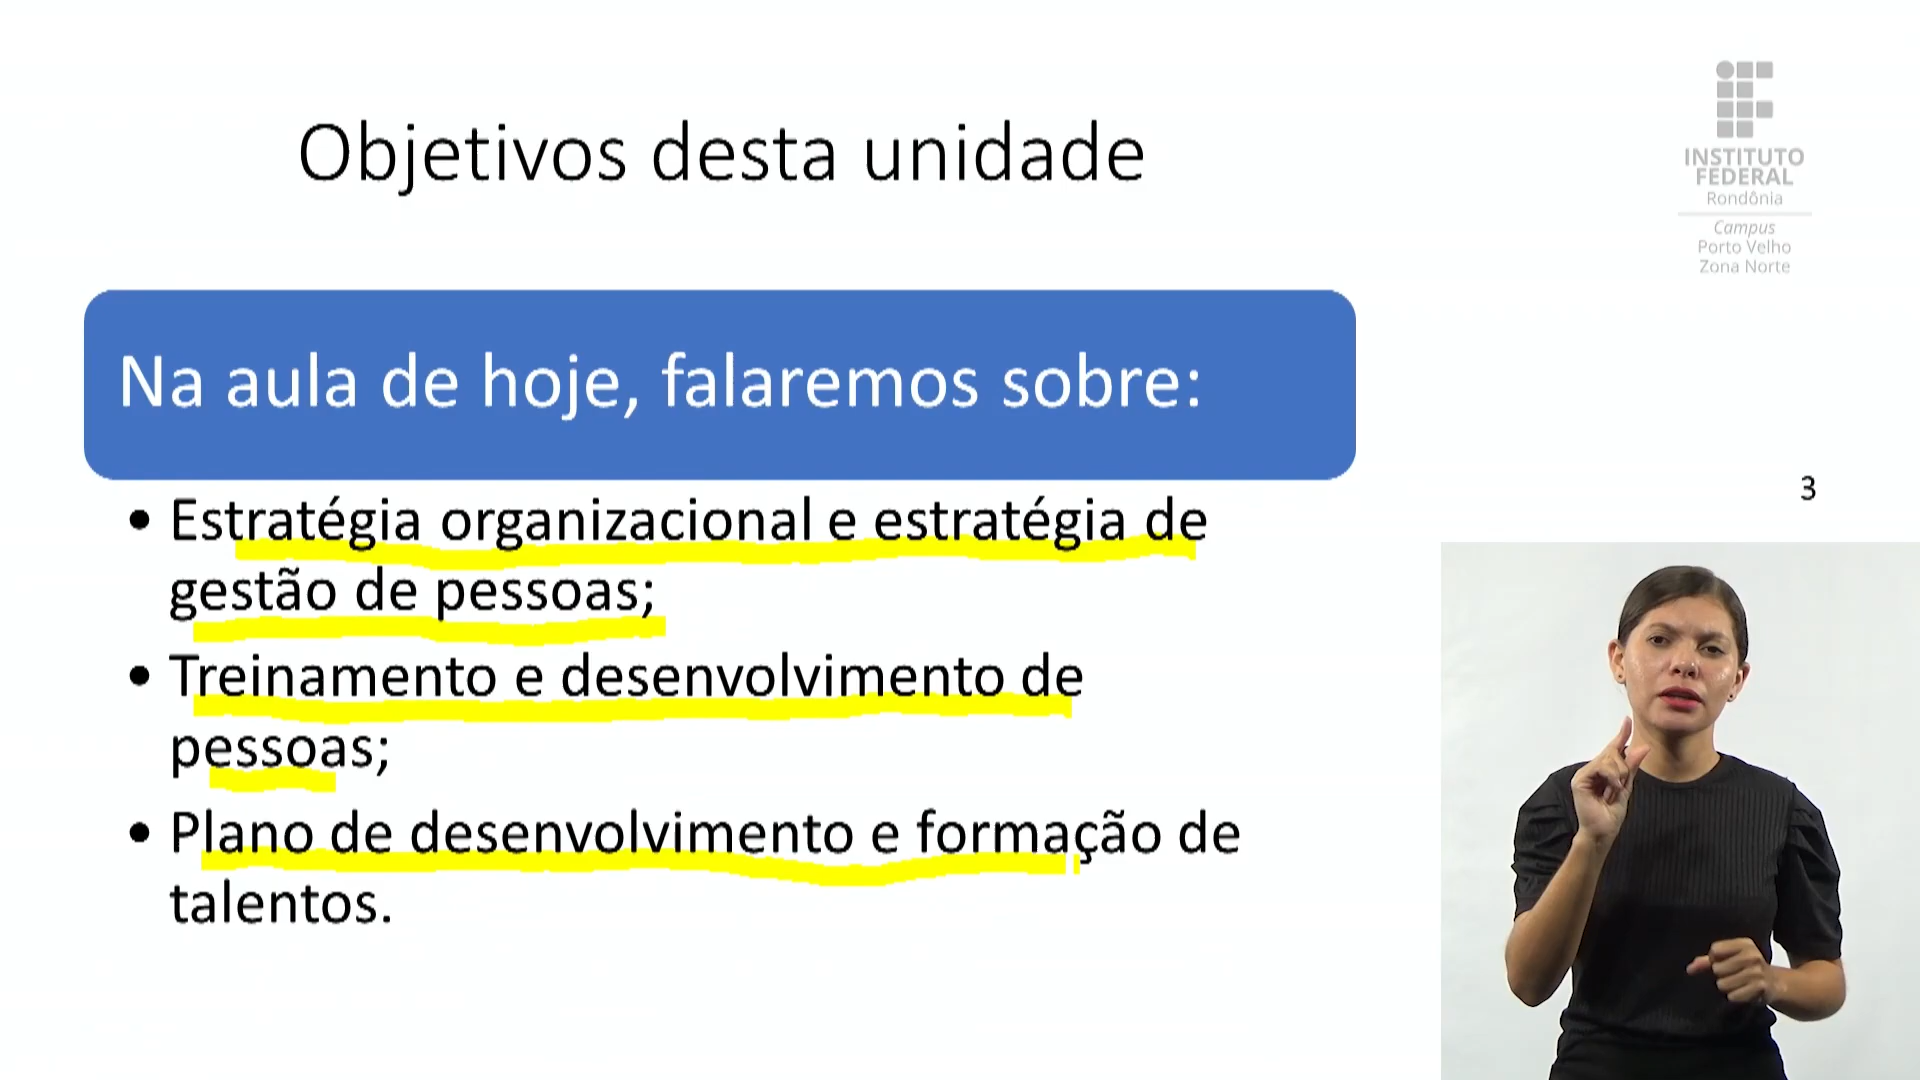 Objetivos desta unidade
INSTITUTO
FEDERAL
Rondônia
Campus
Porto Velho
Zona Norte
Na aula de hoje, falaremos sobre:
3
• Estratégia organizacional e estratégia de
gestão de pessoas;
• Treinamento e desenvolvimento de
pessoas;
• Plano de desenvolvimento e formação de
talentos.